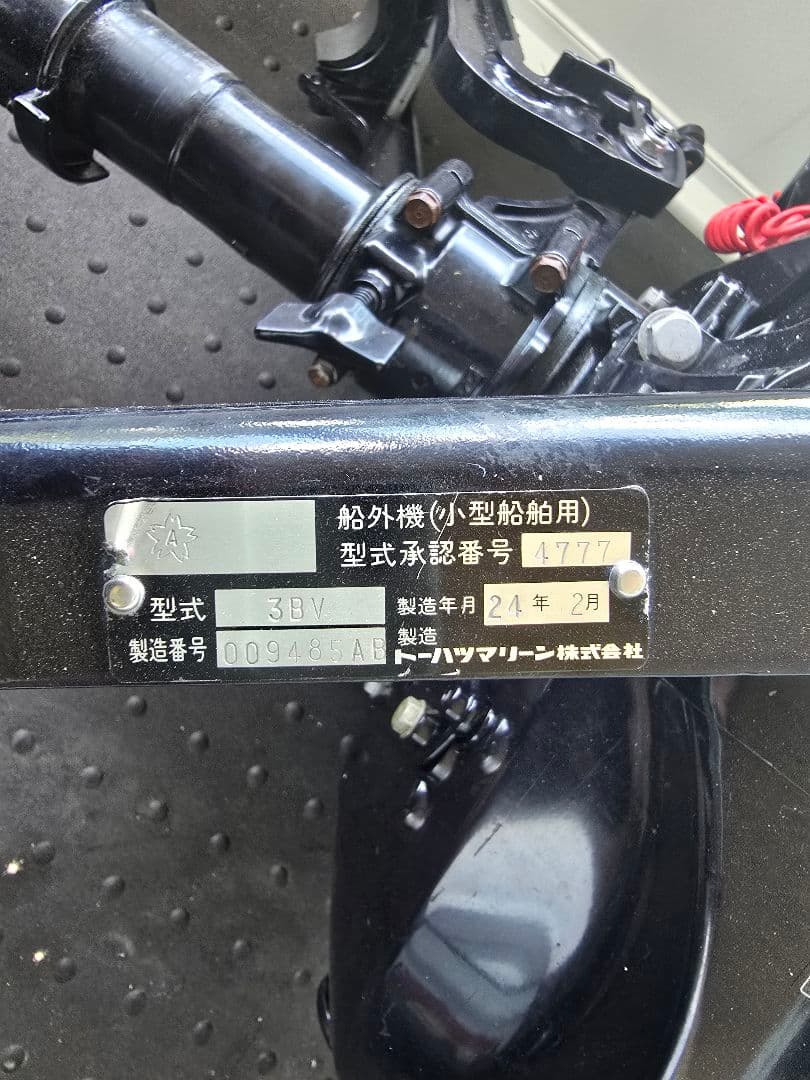 A
船外機(小型船舶用)
型式承認番号 4777
型式 3BV
製造年月 24年 2月
製造番号 009485AB
製造
トーハツマリーン株式会社